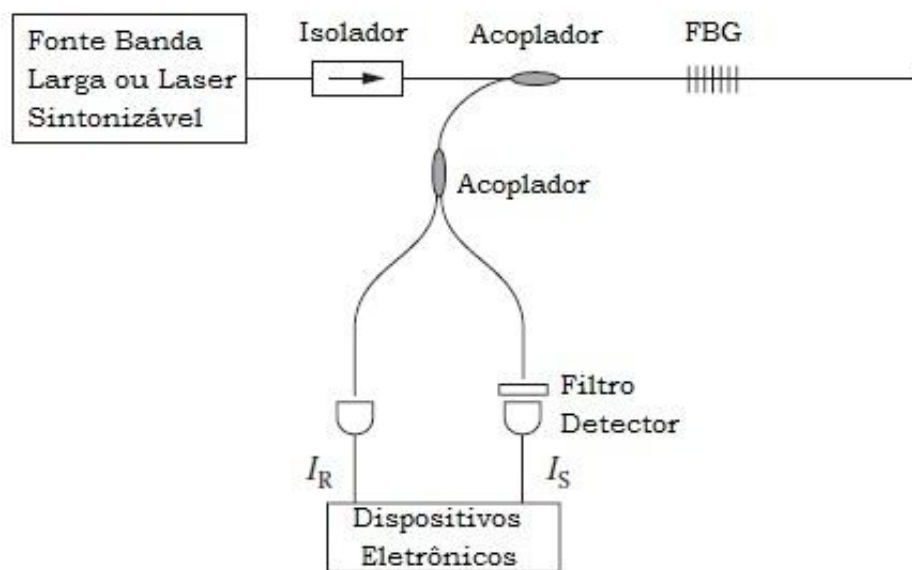 Fonte Banda
Larga ou Laser
Sintonizável
Isolador
Acoplador
FBG
Acoplador
Filtro
Detector
I_R
I_S
Dispositivos
Eletrônicos